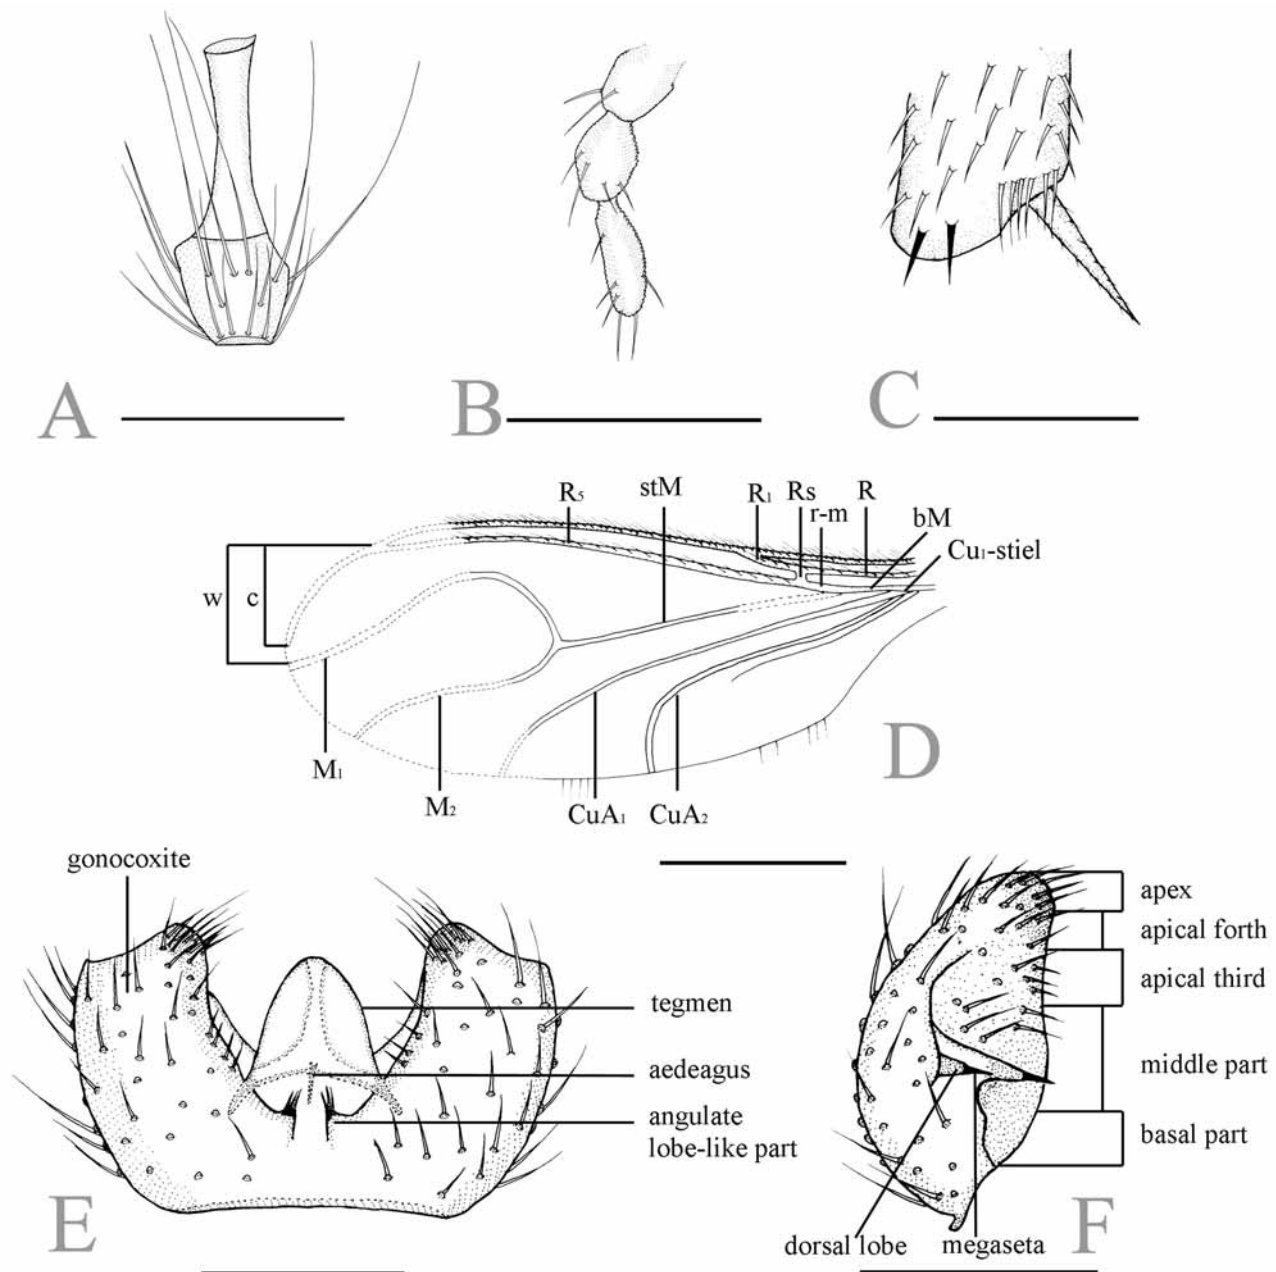 A
B
C
R5
stM
R1
Rs
r-m
R
bM
Cu1-stiel
w
c
M1
M2
CuA1
CuA2
D
gonocoxite
tegmen
aedeagus
angulate
lobe-like part
E
apex
apical forth
apical third
middle part
basal part
dorsal lobe
megaseta
F